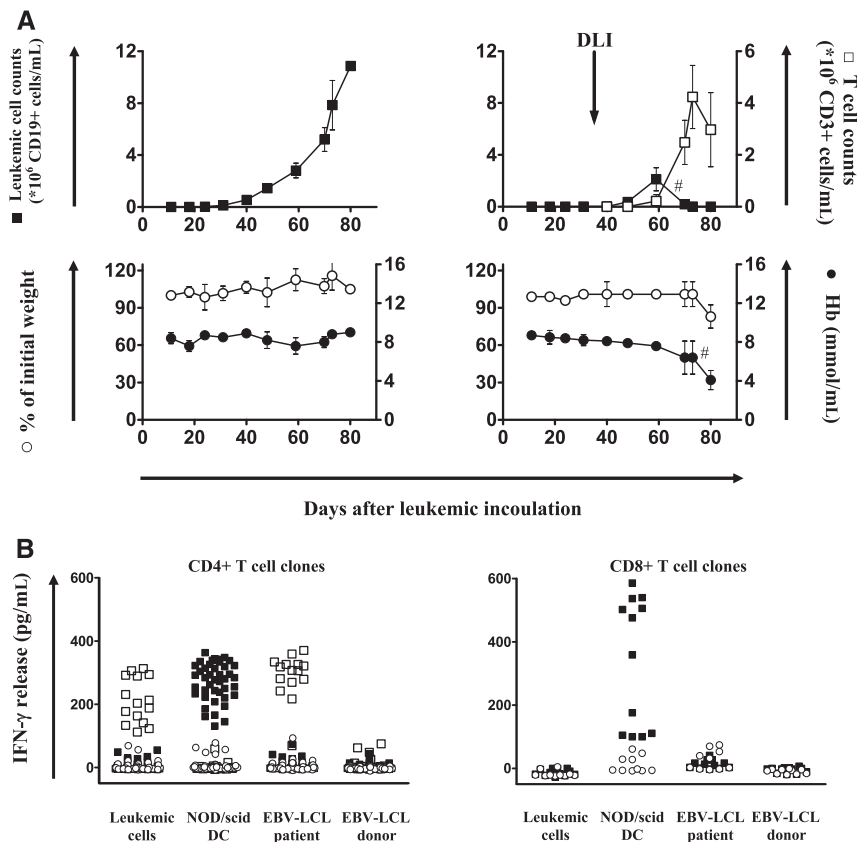 A
■ Leukemic cell counts
(*10^6 CD19+ cells/mL)
12
8
4
0
0 20 40 60 80
DLI
12
8
4
0
#
6
4
2
0
0 20 40 60 80
□ T cell counts
(*10^6 CD3+ cells/mL)
○ % of initial weight
120
90
60
30
0
16
12
8
4
0
0 20 40 60 80
120
90
60
30
0
#
16
12
8
4
0
0 20 40 60 80
● Hb (mmol/mL)
Days after leukemic incoulation
B
IFN-γ release (pg/mL)
CD4+ T cell clones
600
400
200
0
Leukemic cells
NOD/scid DC
EBV-LCL patient
EBV-LCL donor
CD8+ T cell clones
600
400
200
0
Leukemic cells
NOD/scid DC
EBV-LCL patient
EBV-LCL donor